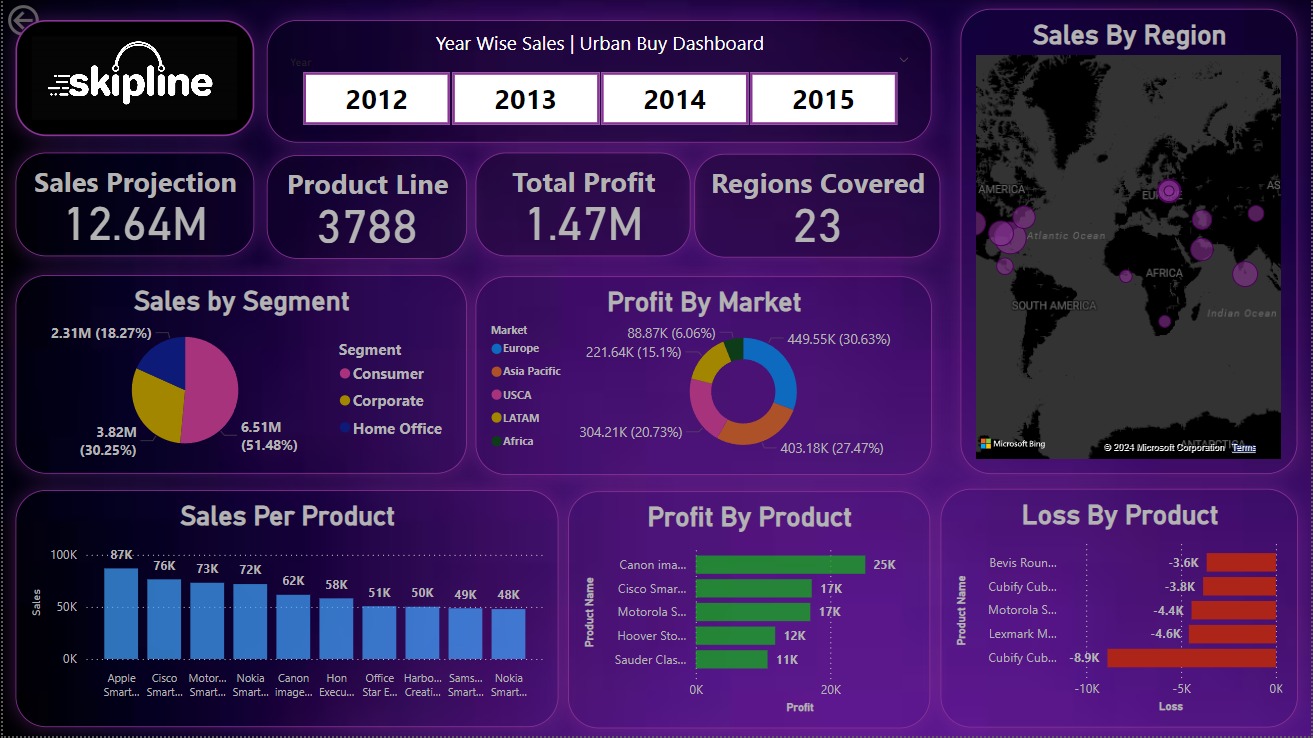 skipline
Year Wise Sales | Urban Buy Dashboard
Year
2012
2013
2014
2015
Sales Projection
12.64M
Product Line
3788
Total Profit
1.47M
Regions Covered
23
Sales By Region
AMERICA
EUROPE
AS
Atlantic Ocean
AFRICA
SOUTH AMERICA
Indian Ocean
ANTARCTICA
Microsoft Bing
© 2024 Microsoft Corporation Terms
Sales by Segment
2.31M (18.27%)
3.82M
(30.25%)
6.51M
(51.48%)
Segment
Consumer
Corporate
Home Office
Profit By Market
Market
Europe
Asia Pacific
USCA
LATAM
Africa
88.87K (6.06%)
221.64K (15.1%)
304.21K (20.73%)
449.55K (30.63%)
403.18K (27.47%)
Sales Per Product
Sales
100K
50K
0K
87K
76K
73K
72K
62K
58K
51K
50K
49K
48K
Apple
Smart...
Cisco
Smart...
Motor...
Smart...
Nokia
Smart...
Canon
image...
Hon
Execu...
Office
Star E...
Harbo...
Creati...
Sams...
Smart...
Nokia
Smart...
Profit By Product
Product Name
Canon ima...
25K
Cisco Smar...
17K
Motorola S...
17K
Hoover Sto...
12K
Sauder Clas...
11K
0K
20K
Profit
Loss By Product
Product Name
Bevis Roun...
-3.6K
Cubify Cub...
-3.8K
Motorola S...
-4.4K
Lexmark M...
-4.6K
Cubify Cub...
-8.9K
-10K
-5K
0K
Loss